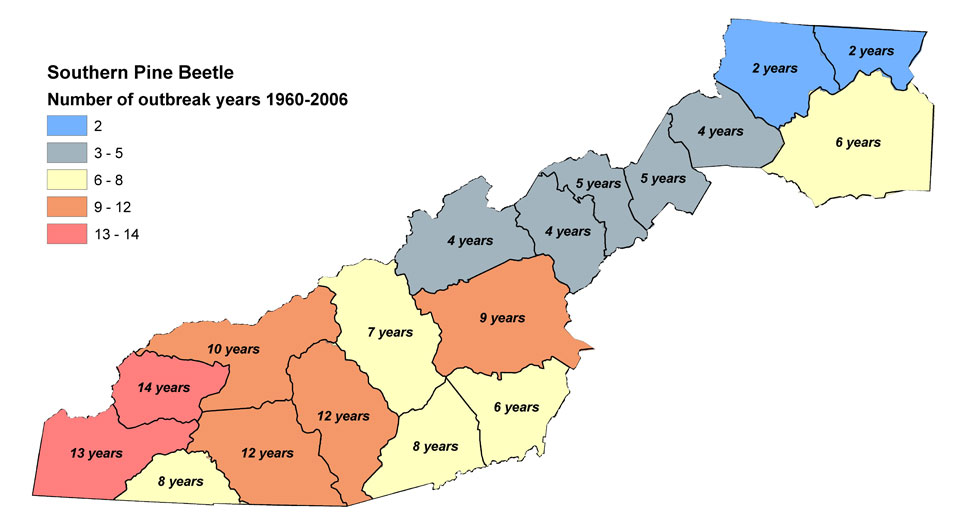 Southern Pine Beetle
Number of outbreak years 1960-2006
2
3 - 5
6 - 8
9 - 12
13 - 14
2 years
2 years
4 years
6 years
5 years
5 years
4 years
4 years
9 years
7 years
10 years
14 years
6 years
12 years
8 years
13 years
12 years
8 years